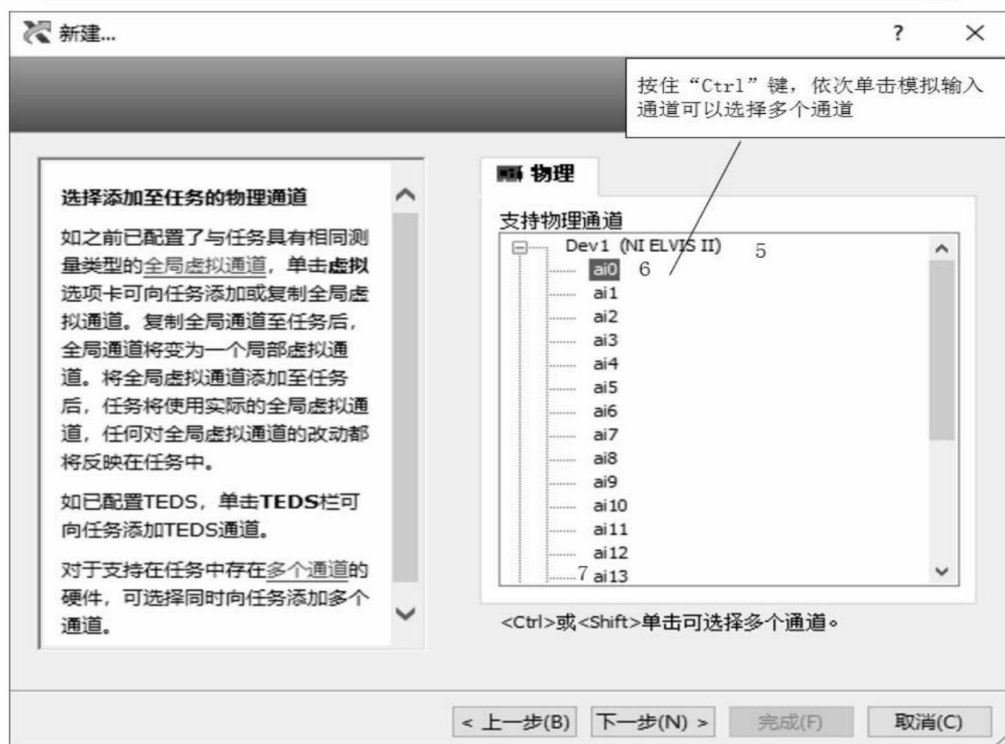 新建...
?
按住“Ctrl”键，依次单击模拟输入
通道可以选择多个通道
选择添加至任务的物理通道
如之前已配置了与任务具有相同测
量类型的全局虚拟通道，单击虚拟
选项卡可向任务添加或复制全局虚
拟通道。复制全局通道至任务后，
全局通道将变为一个局部虚拟通
道。将全局虚拟通道添加至任务
后，任务将使用实际的全局虚拟通
道，任何对全局虚拟通道的改动都
将反映在任务中。
如已配置TEDS，单击TEDS栏可
向任务添加TEDS通道。
对于支持在任务中存在多个通道的
硬件，可选择同时向任务添加多个
通道。
物理
支持物理通道
Dev1 (NI ELVIS II) 5
ai0 6
ai1
ai2
ai3
ai4
ai5
ai6
ai7
ai8
ai9
ai10
ai11
ai12
7 ai13
<Ctrl>或<Shift>单击可选择多个通道。
< 上一步(B) 下一步(N) > 完成(F) 取消(C)